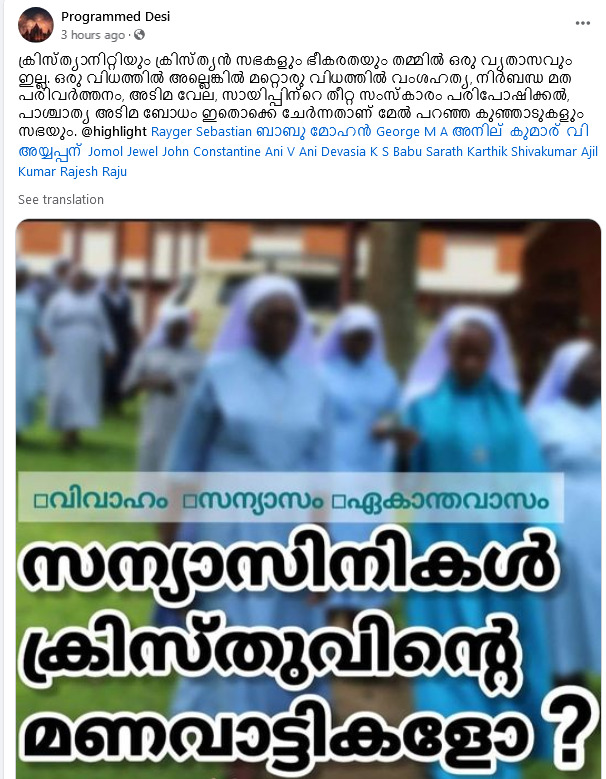 Programmed Desi
3 hours ago ·
ക്രിസ്ത്യാനിറ്റിയും ക്രിസ്ത്യൻ സഭകളും ഭീകരതയും തമ്മിൽ ഒരു വ്യതാസവും
ഇല്ല. ഒരു വിധത്തിൽ അല്ലെങ്കിൽ മറ്റൊരു വിധത്തിൽ വംശഹത്യ, നിർബന്ധ മത
പരിവർത്തനം, അടിമ വേല, സായിപ്പിന്റെ തീറ്റ സംസ്കാരം പരിപോഷിക്കൽ,
പാശ്ചാത്യ അടിമ ബോധം ഇതൊക്കെ ചേർന്നതാണ് മേൽ പറഞ്ഞ കുഞ്ഞാടുകളും
സഭയും. @highlight Rayger Sebastian ബാബു മോഹൻ George M A അനില് കുമാര് വി
അയ്യപ്പന് Jomol Jewel John Constantine Ani V Ani Devasia K S Babu Sarath Karthik Shivakumar Ajil
Kumar Rajesh Raju
See translation
□വിവാഹം □സന്യാസം □ഏകാന്തവാസം
സന്യാസിനികൾ
ക്രിസ്തുവിന്റെ
മണവാട്ടികളോ ?